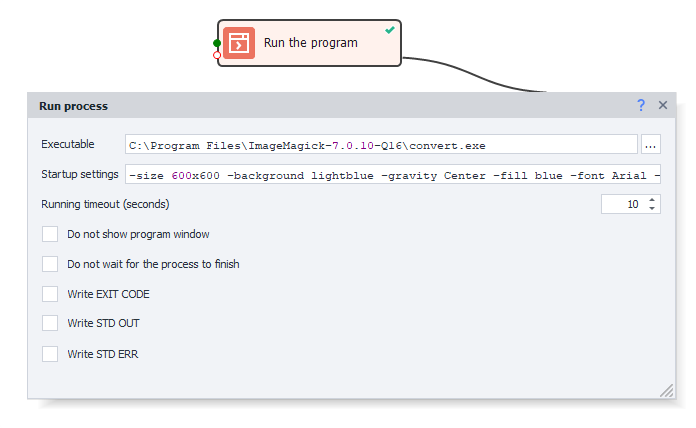 Run the program
Run process
?
Executable C:\Program Files\ImageMagick-7.0.10-Q16\convert.exe ...
Startup settings -size 600x600 -background lightblue -gravity Center -fill blue -font Arial -
Running timeout (seconds) 10
Do not show program window
Do not wait for the process to finish
Write EXIT CODE
Write STD OUT
Write STD ERR